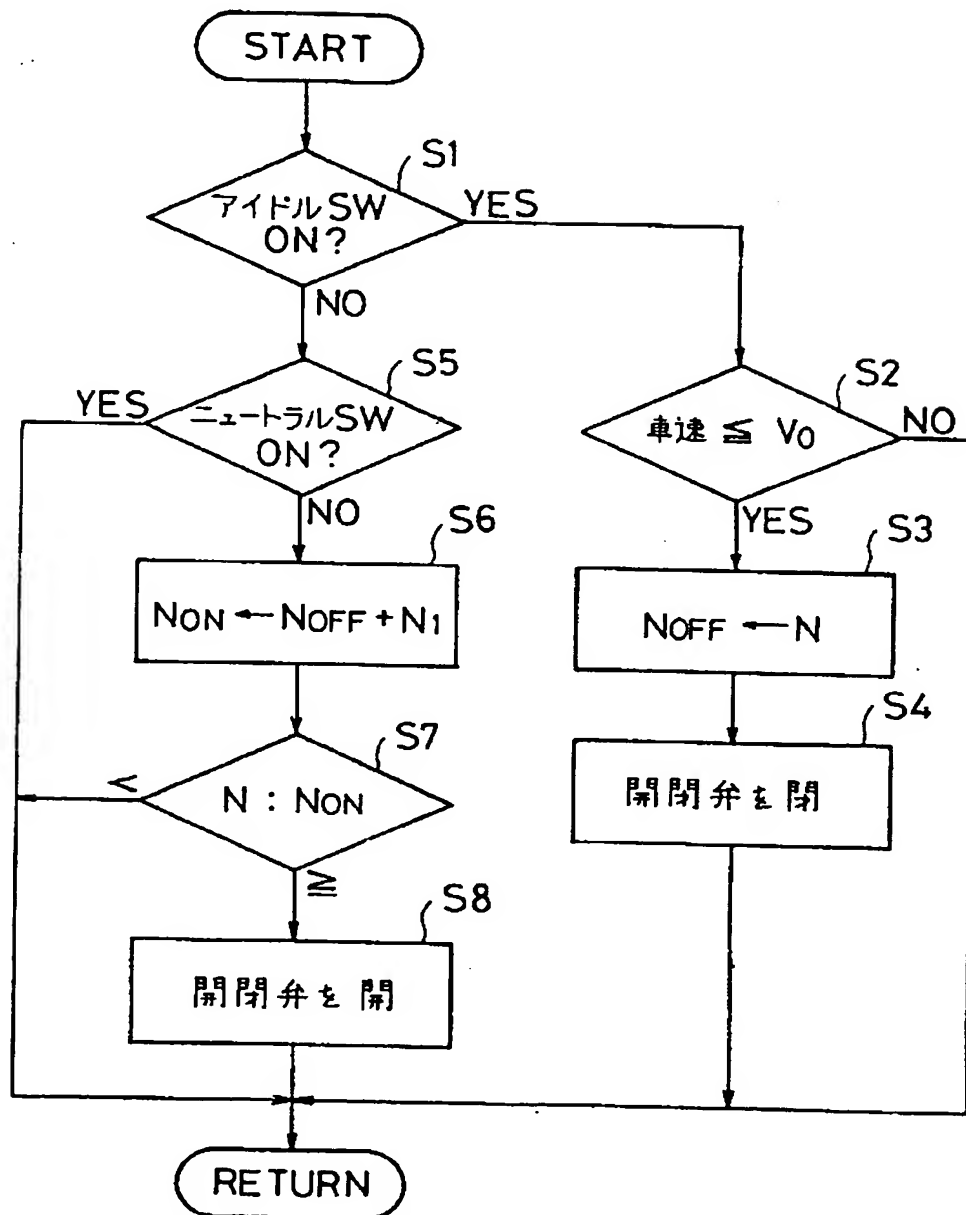 START
S1
アイドルSW
ON?
YES
NO
S5
YES
ニュートラルSW
ON?
NO
S2
車速 ≦ V0
NO
YES
S6
NON ← NOFF + N1
S3
NOFF ← N
S7
<
N : NON
≧
S4
開閉弁を閉
S8
開閉弁を開
RETURN